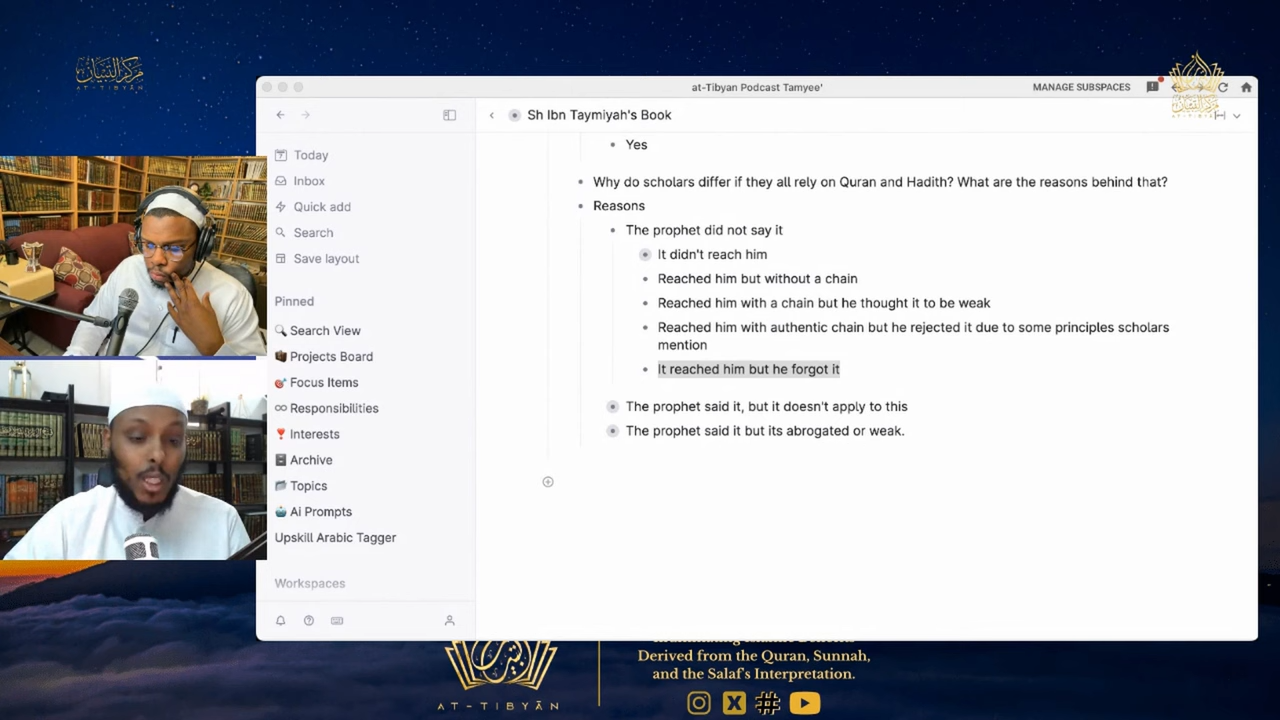 مركز التبيان
AT-TIBYĀN
at-Tibyan Podcast Tamyee'
MANAGE SUBSPACES
Sh Ibn Taymiyah's Book
Today
Inbox
Quick add
Search
Save layout
Pinned
Search View
Projects Board
Focus Items
Responsibilities
Interests
Archive
Topics
Ai Prompts
Upskill Arabic Tagger
Workspaces
Yes
Why do scholars differ if they all rely on Quran and Hadith? What are the reasons behind that?
Reasons
The prophet did not say it
It didn't reach him
Reached him but without a chain
Reached him with a chain but he thought it to be weak
Reached him with authentic chain but he rejected it due to some principles scholars
mention
It reached him but he forgot it
The prophet said it, but it doesn't apply to this
The prophet said it but its abrogated or weak.
AT-TIBYĀN
Derived from the Quran, Sunnah,
and the Salaf's Interpretation.